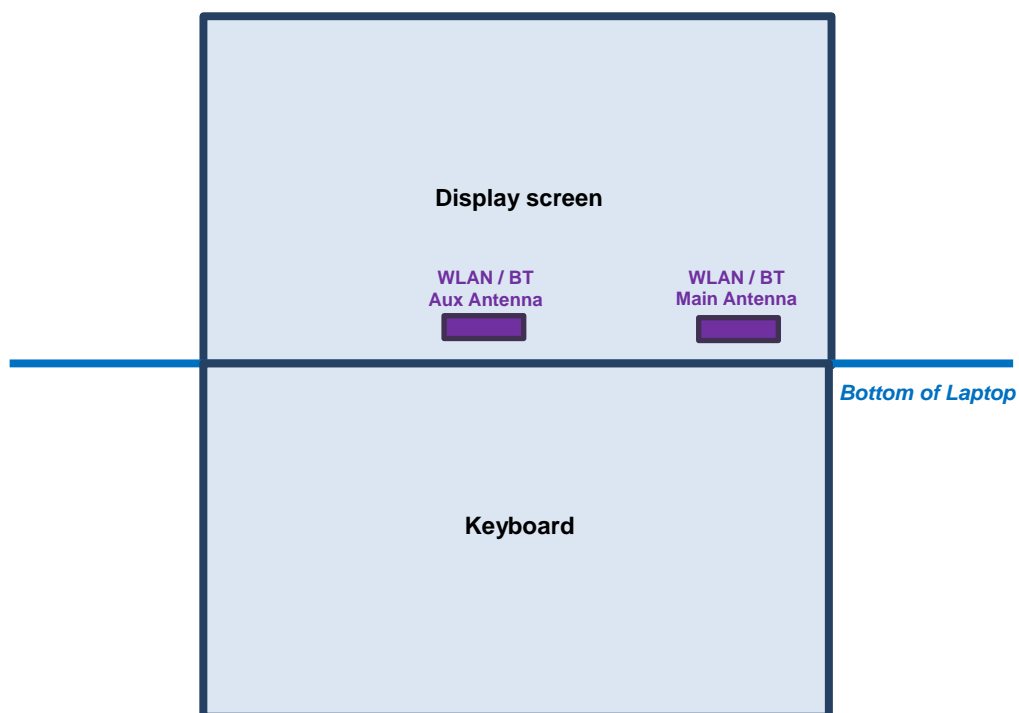 Display screen
WLAN / BT
Aux Antenna
WLAN / BT
Main Antenna
Bottom of Laptop
Keyboard